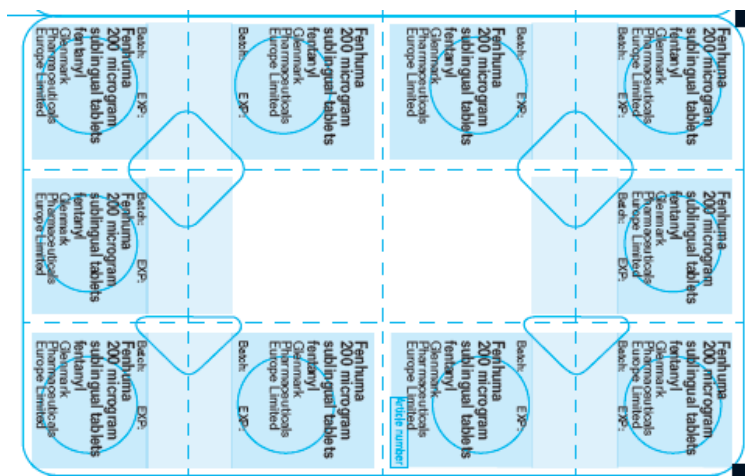 Batch: EXP:
Fenhuma
200 microgram
sublingual tablets
fentanyl
Glenmark
Pharmaceuticals
Europe Limited
Fenhuma
200 microgram
sublingual tablets
fentanyl
Glenmark
Pharmaceuticals
Europe Limited
Batch: EXP:
Batch: EXP:
Fenhuma
200 microgram
sublingual tablets
fentanyl
Glenmark
Pharmaceuticals
Europe Limited
Fenhuma
200 microgram
sublingual tablets
fentanyl
Glenmark
Pharmaceuticals
Europe Limited
Batch: EXP:
Batch: EXP:
Fenhuma
200 microgram
sublingual tablets
fentanyl
Glenmark
Pharmaceuticals
Europe Limited
Fenhuma
200 microgram
sublingual tablets
fentanyl
Glenmark
Pharmaceuticals
Europe Limited
Batch: EXP:
Batch: EXP:
Fenhuma
200 microgram
sublingual tablets
fentanyl
Glenmark
Pharmaceuticals
Europe Limited
Fenhuma
200 microgram
sublingual tablets
fentanyl
Glenmark
Pharmaceuticals
Europe Limited
Batch: EXP:
Batch: EXP:
Fenhuma
200 microgram
sublingual tablets
fentanyl
Glenmark
Pharmaceuticals
Europe Limited
Article number
Fenhuma
200 microgram
sublingual tablets
fentanyl
Glenmark
Pharmaceuticals
Europe Limited
Batch: EXP: